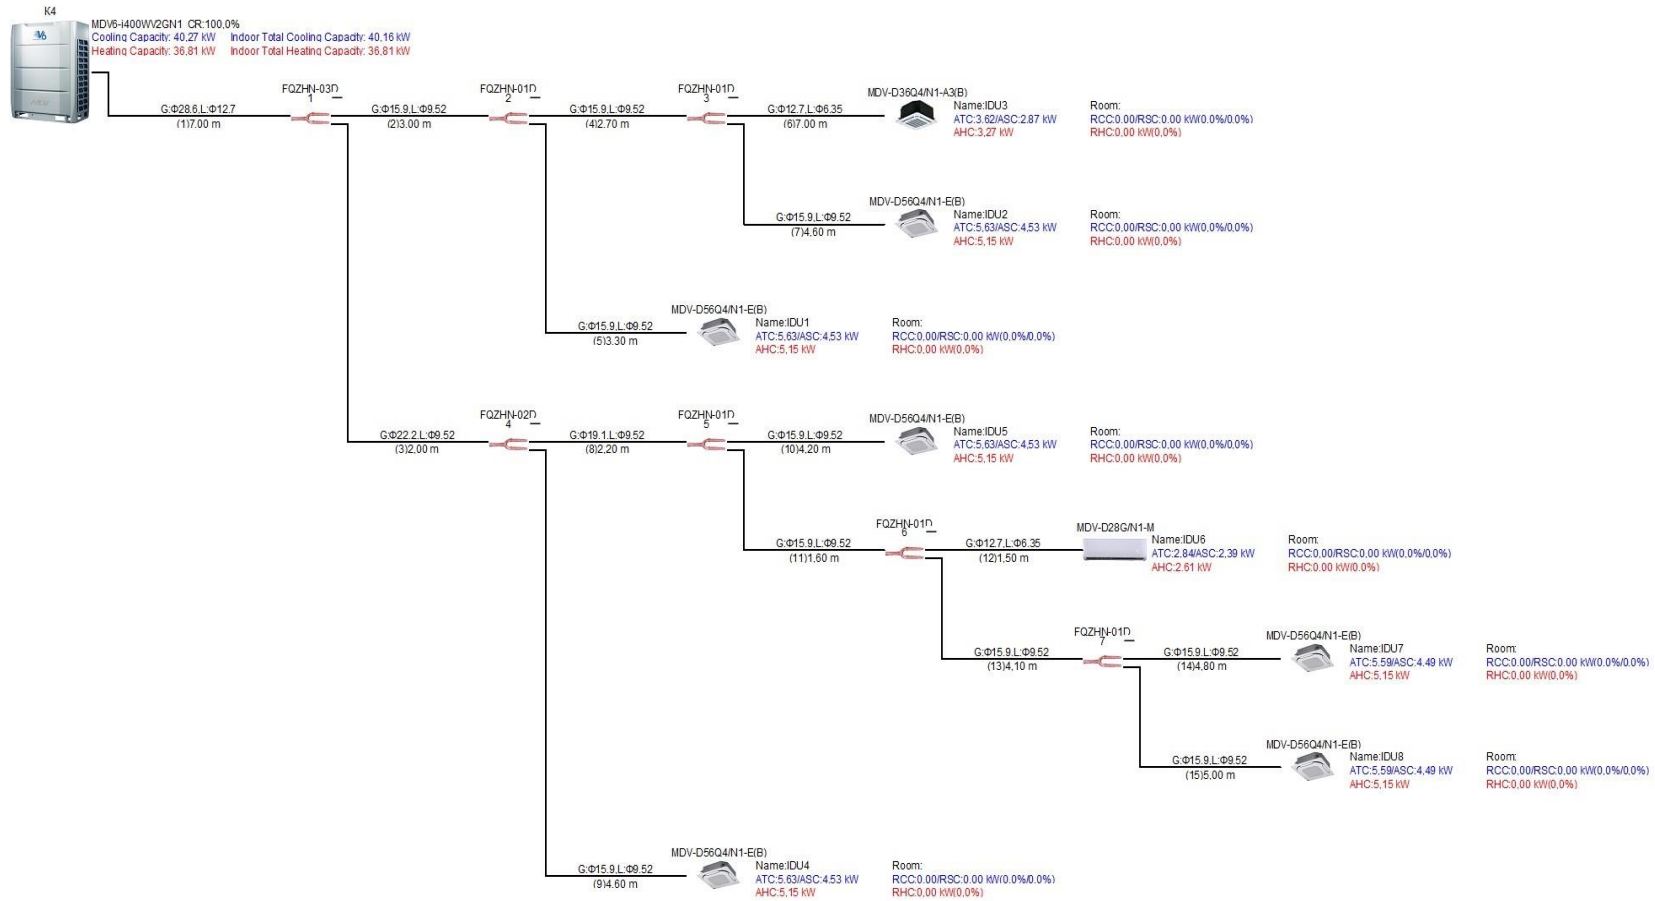 K4
MDV6-i400WV2GN1 CR:100,0%
Cooling Capacity: 40,27 kW Indoor Total Cooling Capacity: 40,16 kW
Heating Capacity: 36,81 kW Indoor Total Heating Capacity: 36,81 kW
V6
FQZHN-03D
1
FQZHN-01D
2
FQZHN-01D
3
G:Φ28.6,L:Φ12.7
(1)7.00 m
G:Φ15.9,L:Φ9.52
(2)3.00 m
G:Φ15.9,L:Φ9.52
(4)2.70 m
G:Φ12.7,L:Φ6.35
(6)7.00 m
MDV-D36Q4/N1-A3(B)
Name:IDU3 Room:
ATC:3.62/ASC:2.87 kW RCC:0.00/RSC:0.00 kW(0.0%/0.0%)
AHC:3,27 kW RHC:0.00 kW(0.0%)
MDV-D56Q4/N1-E(B)
G:Φ15.9,L:Φ9.52
(7)4.60 m
Name:IDU2 Room:
ATC:5,63/ASC:4,53 kW RCC:0,00/RSC:0,00 kW(0,0%/0,0%)
AHC:5,15 kW RHC:0,00 kW(0,0%)
MDV-D56Q4/N1-E(B)
G:Φ15.9,L:Φ9.52
(5)3.30 m
Name:IDU1 Room:
ATC:5,63/ASC:4,53 kW RCC:0,00/RSC:0,00 kW(0,0%/0,0%)
AHC:5,15 kW RHC:0,00 kW(0,0%)
FQZHN-02D
4
FQZHN-01D
5
MDV-D56Q4/N1-E(B)
G:Φ22.2,L:Φ9.52
(3)2,00 m
G:Φ19.1,L:Φ9.52
(8)2,20 m
G:Φ15.9,L:Φ9.52
(10)4,20 m
Name:IDU5 Room:
ATC:5,63/ASC:4,53 kW RCC:0,00/RSC:0,00 kW(0,0%/0,0%)
AHC:5,15 kW RHC:0,00 kW(0,0%)
FQZHN-01D
6
MDV-D28G/N1-M
G:Φ15.9,L:Φ9.52
(11)1,60 m
G:Φ12.7,L:Φ6.35
(12)1,50 m
Name:IDU6 Room:
ATC:2.84/ASC:2,39 kW RCC:0,00/RSC:0,00 kW(0,0%/0,0%)
AHC:2.61 kW RHC:0.00 kW(0.0%)
FQZHN-01D
7
MDV-D56Q4/N1-E(B)
G:Φ15.9,L:Φ9.52
(13)4,10 m
G:Φ15.9,L:Φ9.52
(14)4,80 m
Name:IDU7 Room:
ATC:5.59/ASC:4.49 kW RCC:0.00/RSC:0.00 kW(0.0%/0.0%)
AHC:5,15 kW RHC:0,00 kW(0,0%)
MDV-D56Q4/N1-E(B)
G:Φ15.9,L:Φ9.52
(15)5,00 m
Name:IDU8 Room:
ATC:5,59/ASC:4,49 kW RCC:0,00/RSC:0,00 kW(0,0%/0,0%)
AHC:5,15 kW RHC:0,00 kW(0,0%)
MDV-D56Q4/N1-E(B)
G:Φ15.9,L:Φ9.52
(9)4.60 m
Name:IDU4 Room:
ATC:5.63/ASC:4.53 kW RCC:0.00/RSC:0.00 kW(0.0%/0.0%)
AHC:5,15 kW RHC:0,00 kW(0,0%)